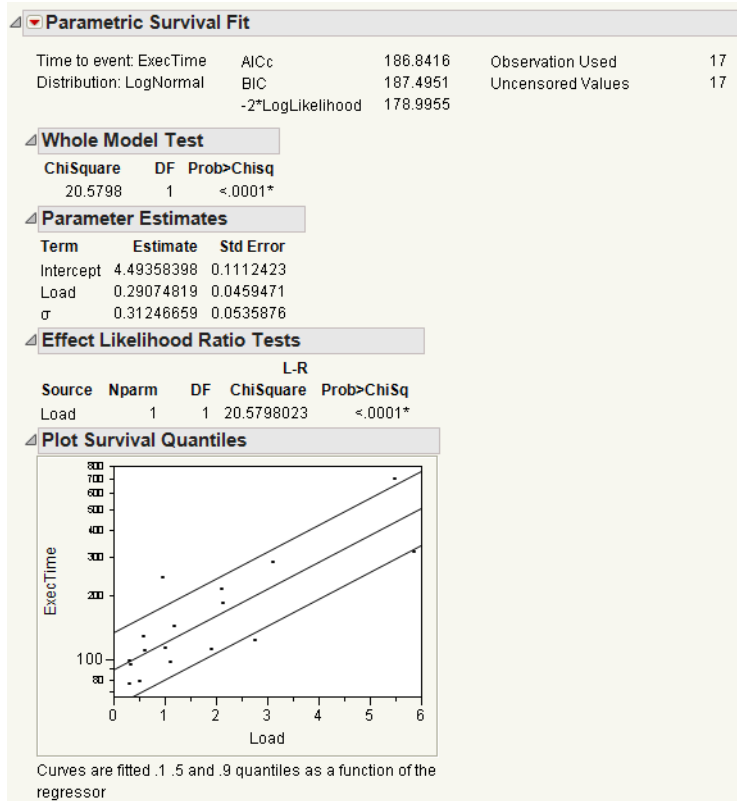 Parametric Survival Fit
Time to event: ExecTime AICc 186.8416 Observation Used 17
Distribution: LogNormal BIC 187.4951 Uncensored Values 17
-2*LogLikelihood 178.9955
Whole Model Test
ChiSquare DF Prob>Chisq
20.5798 1 <.0001*
Parameter Estimates
Term Estimate Std Error
Intercept 4.49358398 0.1112423
Load 0.29074819 0.0459471
σ 0.31246659 0.0535876
Effect Likelihood Ratio Tests
L-R
Source Nparm DF ChiSquare Prob>ChiSq
Load 1 1 20.5798023 <.0001*
Plot Survival Quantiles
800
700
600
500
400
300
200
100
80
ExecTime
0 1 2 3 4 5 6
Load
Curves are fitted .1 .5 and .9 quantiles as a function of the
regressor